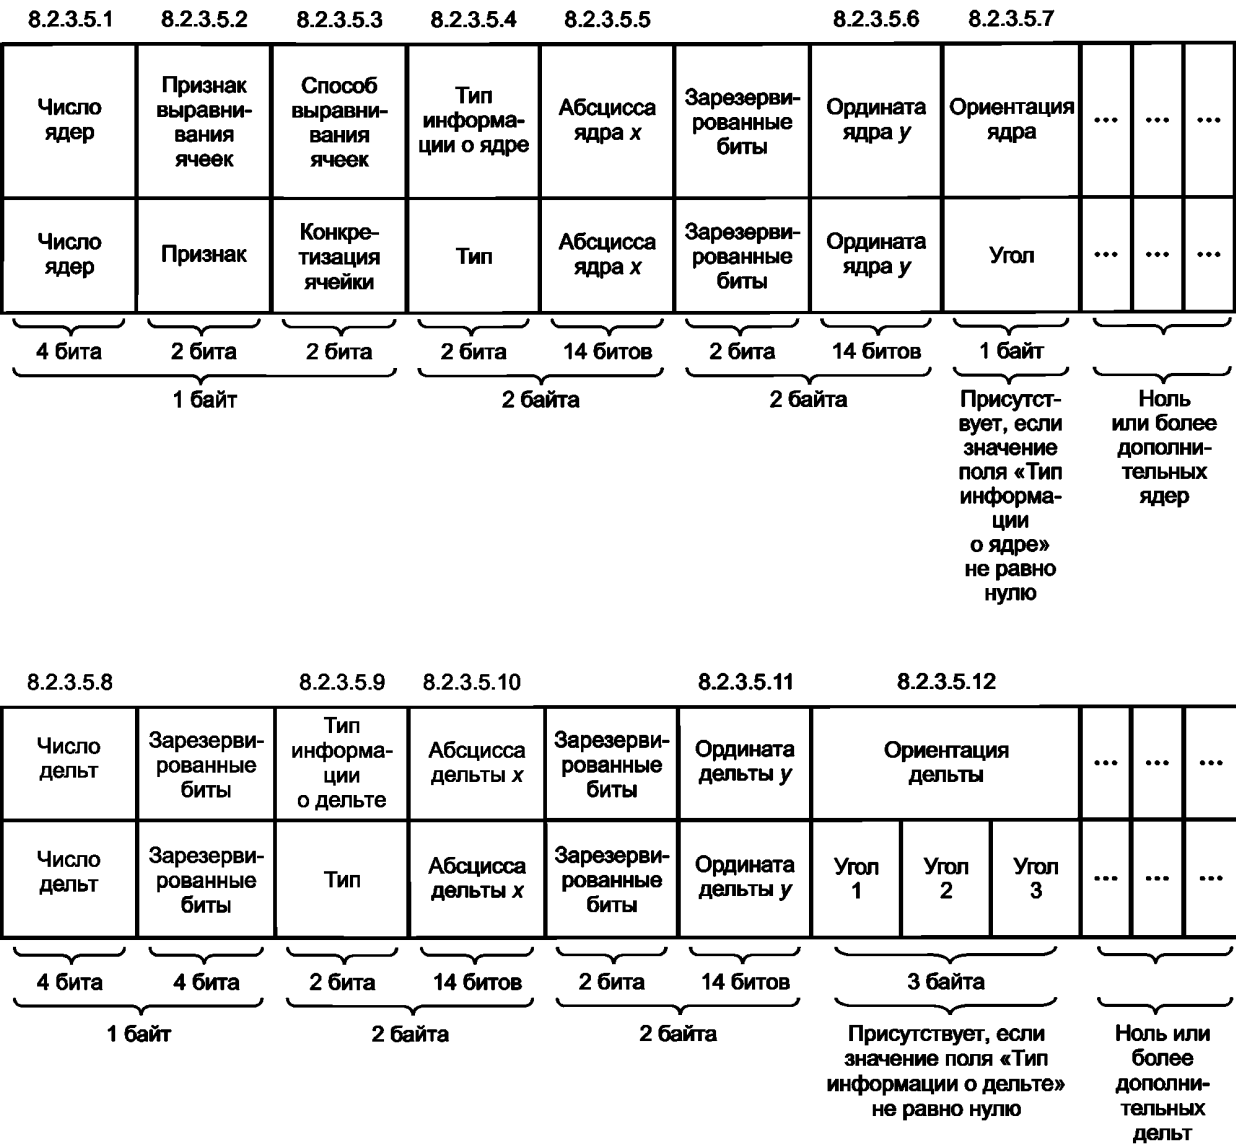 8.2.3.5.1 8.2.3.5.2 8.2.3.5.3 8.2.3.5.4 8.2.3.5.5 8.2.3.5.6 8.2.3.5.7
Число
ядер
Признак
выравни-
вания
ячеек
Способ
выравни-
вания
ячеек
Тип
информа-
ции о ядре
Абсцисса
ядра x
Зарезерви-
рованные
биты
Ордината
ядра y
Ориентация
ядра
... ... ...
Число
ядер
Признак
Конкре-
тизация
ячейки
Тип
Абсцисса
ядра x
Зарезерви-
рованные
биты
Ордината
ядра y
Угол
... ... ...
4 бита 2 бита 2 бита 2 бита 14 битов 2 бита 14 битов 1 байт
1 байт 2 байта 2 байта
Присутст-
вует, если
значение
поля «Тип
информа-
ции
о ядре»
не равно
нулю
Ноль
или более
дополни-
тельных
ядер
8.2.3.5.8 8.2.3.5.9 8.2.3.5.10 8.2.3.5.11 8.2.3.5.12
Число
дельт
Зарезерви-
рованные
биты
Тип
информа-
ции
о дельте
Абсцисса
дельты x
Зарезерви-
рованные
биты
Ордината
дельты y
Ориентация
дельты
... ... ...
Число
дельт
Зарезерви-
рованные
биты
Тип
Абсцисса
дельты x
Зарезерви-
рованные
биты
Ордината
дельты y
Угол
1
Угол
2
Угол
3
... ... ...
4 бита 4 бита 2 бита 14 битов 2 бита 14 битов 3 байта
1 байт 2 байта 2 байта
Присутствует, если
значение поля «Тип
информации о дельте»
не равно нулю
Ноль или
более
дополни-
тельных
дельт